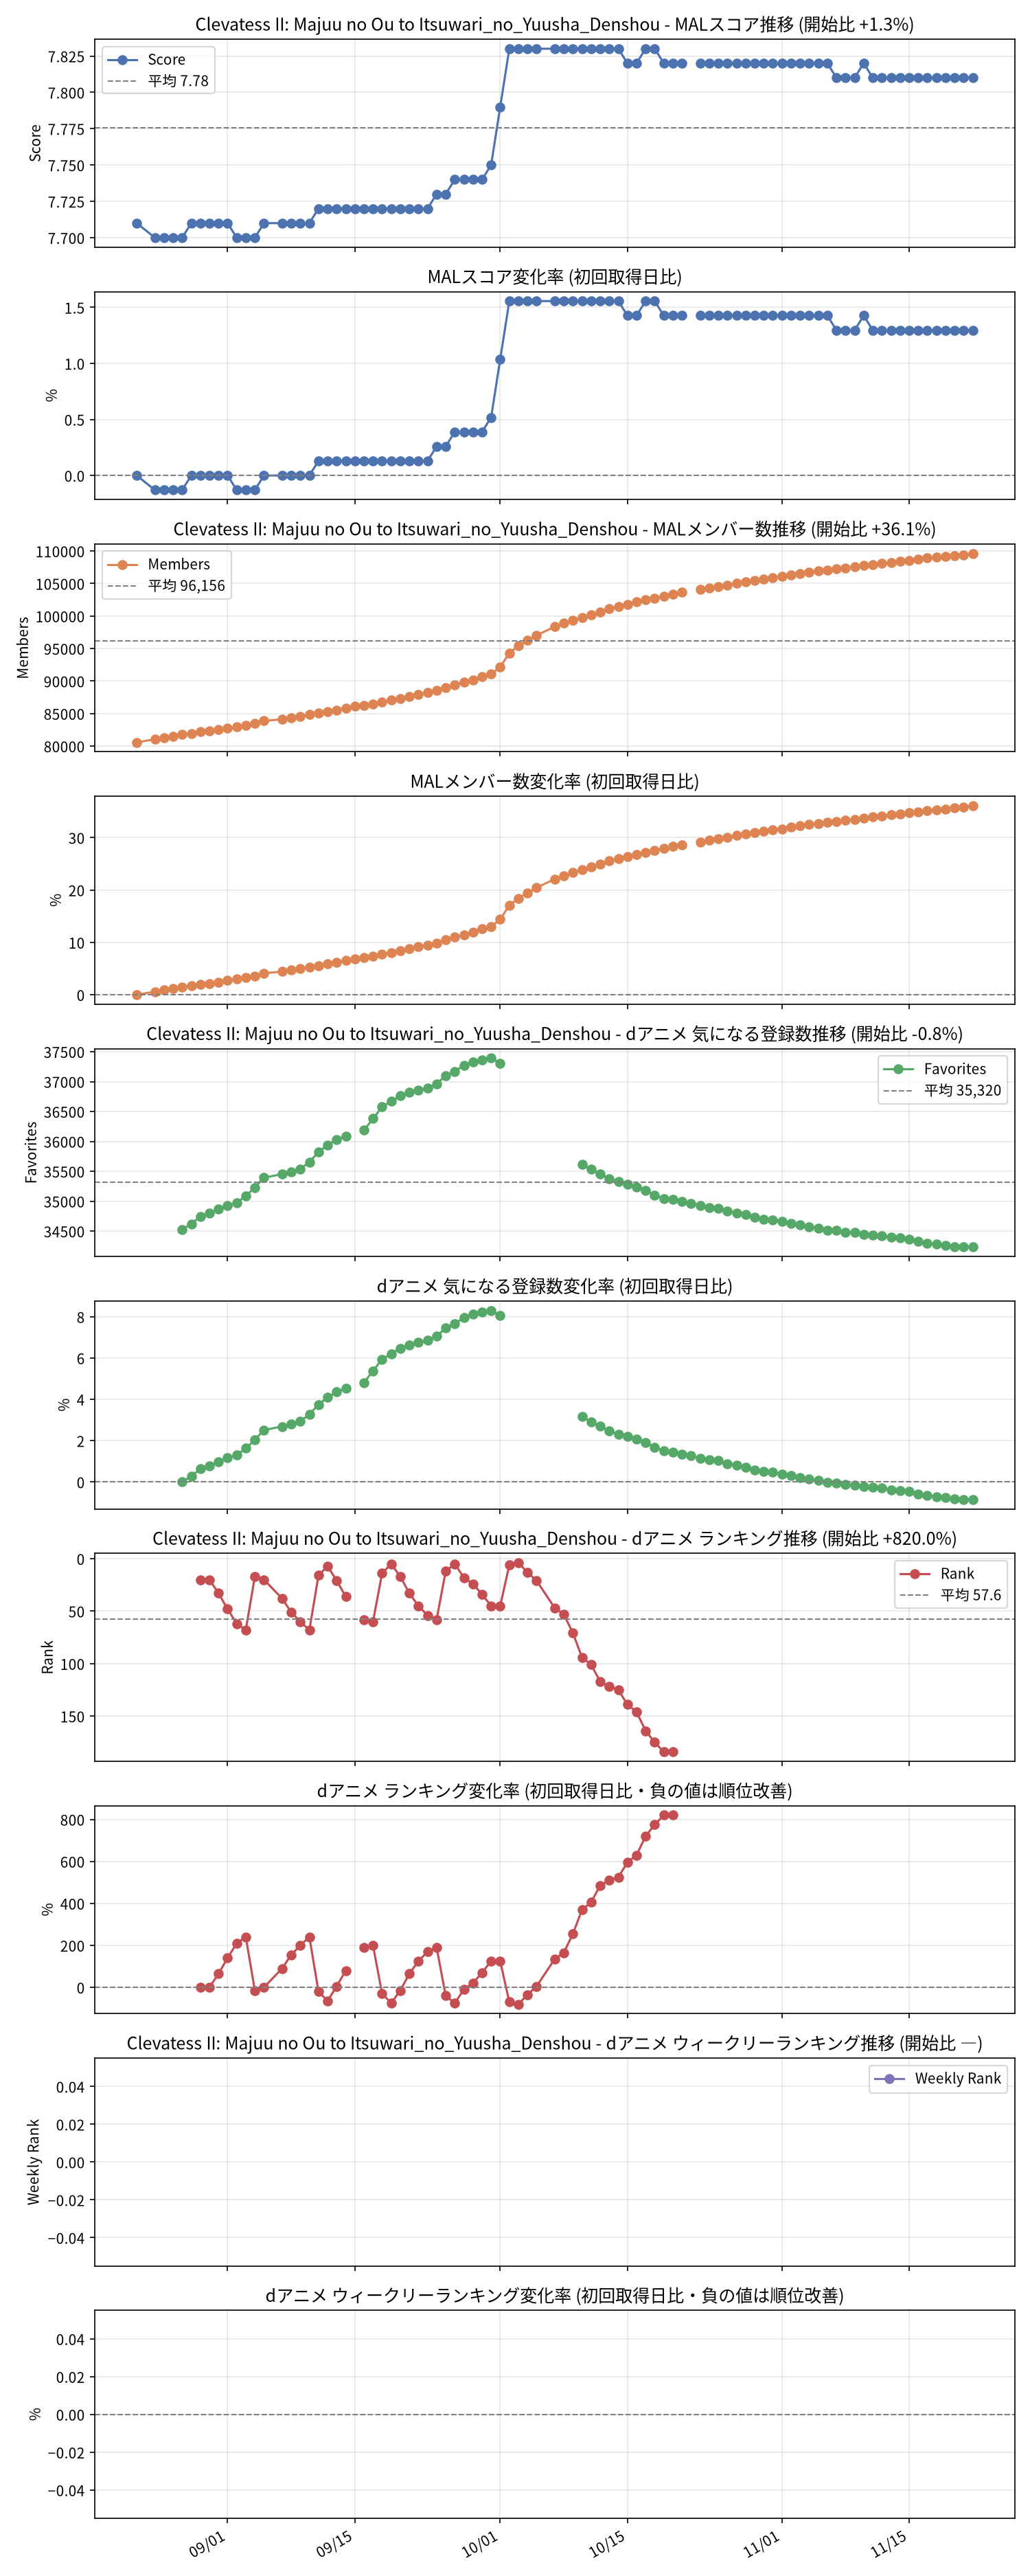 Clevatess II: Majuu no Ou to Itsuwari_no_Yuusha_Denshou - MALスコア推移 (開始比 +1.3%)
Score
平均 7.78
7.825
7.800
7.775
7.750
7.725
7.700
Score
MALスコア変化率 (初回取得日比)
1.5
1.0
0.5
0.0
%
Clevatess II: Majuu no Ou to Itsuwari_no_Yuusha_Denshou - MALメンバー数推移 (開始比 +36.1%)
Members
平均 96,156
110000
105000
100000
95000
90000
85000
80000
Members
MALメンバー数変化率 (初回取得日比)
30
20
10
0
%
Clevatess II: Majuu no Ou to Itsuwari_no_Yuusha_Denshou - dアニメ 気になる登録数推移 (開始比 -0.8%)
Favorites
平均 35,320
37500
37000
36500
36000
35500
35000
34500
Favorites
dアニメ 気になる登録数変化率 (初回取得日比)
8
6
4
2
0
%
Clevatess II: Majuu no Ou to Itsuwari_no_Yuusha_Denshou - dアニメ ランキング推移 (開始比 +820.0%)
Rank
平均 57.6
0
50
100
150
Rank
dアニメ ランキング変化率 (初回取得日比・負の値は順位改善)
800
600
400
200
0
%
Clevatess II: Majuu no Ou to Itsuwari_no_Yuusha_Denshou - dアニメ ウィークリーランキング推移 (開始比 —)
Weekly Rank
0.04
0.02
0.00
−0.02
−0.04
Weekly Rank
dアニメ ウィークリーランキング変化率 (初回取得日比・負の値は順位改善)
0.04
0.02
0.00
−0.02
−0.04
%
09/01
09/15
10/01
10/15
11/01
11/15